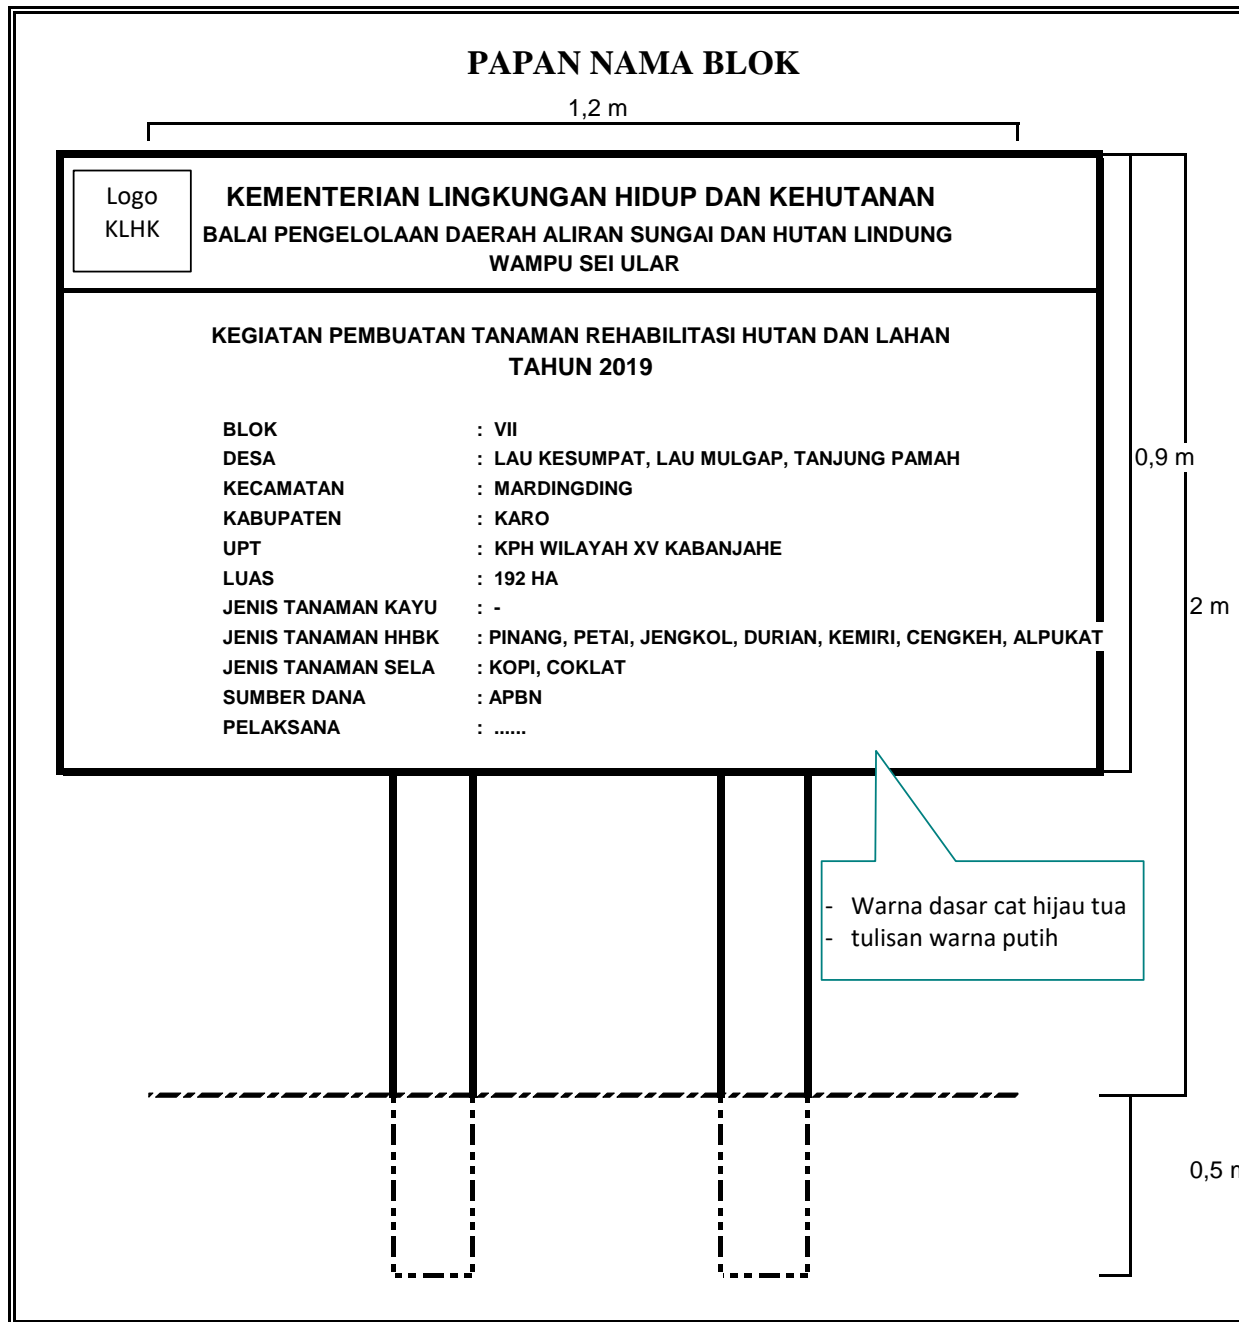 PAPAN NAMA BLOK
1,2 m
Logo
KLHK
KEMENTERIAN LINGKUNGAN HIDUP DAN KEHUTANAN
BALAI PENGELOLAAN DAERAH ALIRAN SUNGAI DAN HUTAN LINDUNG
WAMPU SEI ULAR
KEGIATAN PEMBUATAN TANAMAN REHABILITASI HUTAN DAN LAHAN
TAHUN 2019
BLOK : VII
DESA : LAU KESUMPAT, LAU MULGAP, TANJUNG PAMAH
KECAMATAN : MARDINGDING
KABUPATEN : KARO
UPT : KPH WILAYAH XV KABANJAHE
LUAS : 192 HA
JENIS TANAMAN KAYU : -
JENIS TANAMAN HHBK : PINANG, PETAI, JENGKOL, DURIAN, KEMIRI, CENGKEH, ALPUKAT
JENIS TANAMAN SELA : KOPI, COKLAT
SUMBER DANA : APBN
PELAKSANA : ......
0,9 m
2 m
- Warna dasar cat hijau tua
- tulisan warna putih
0,5